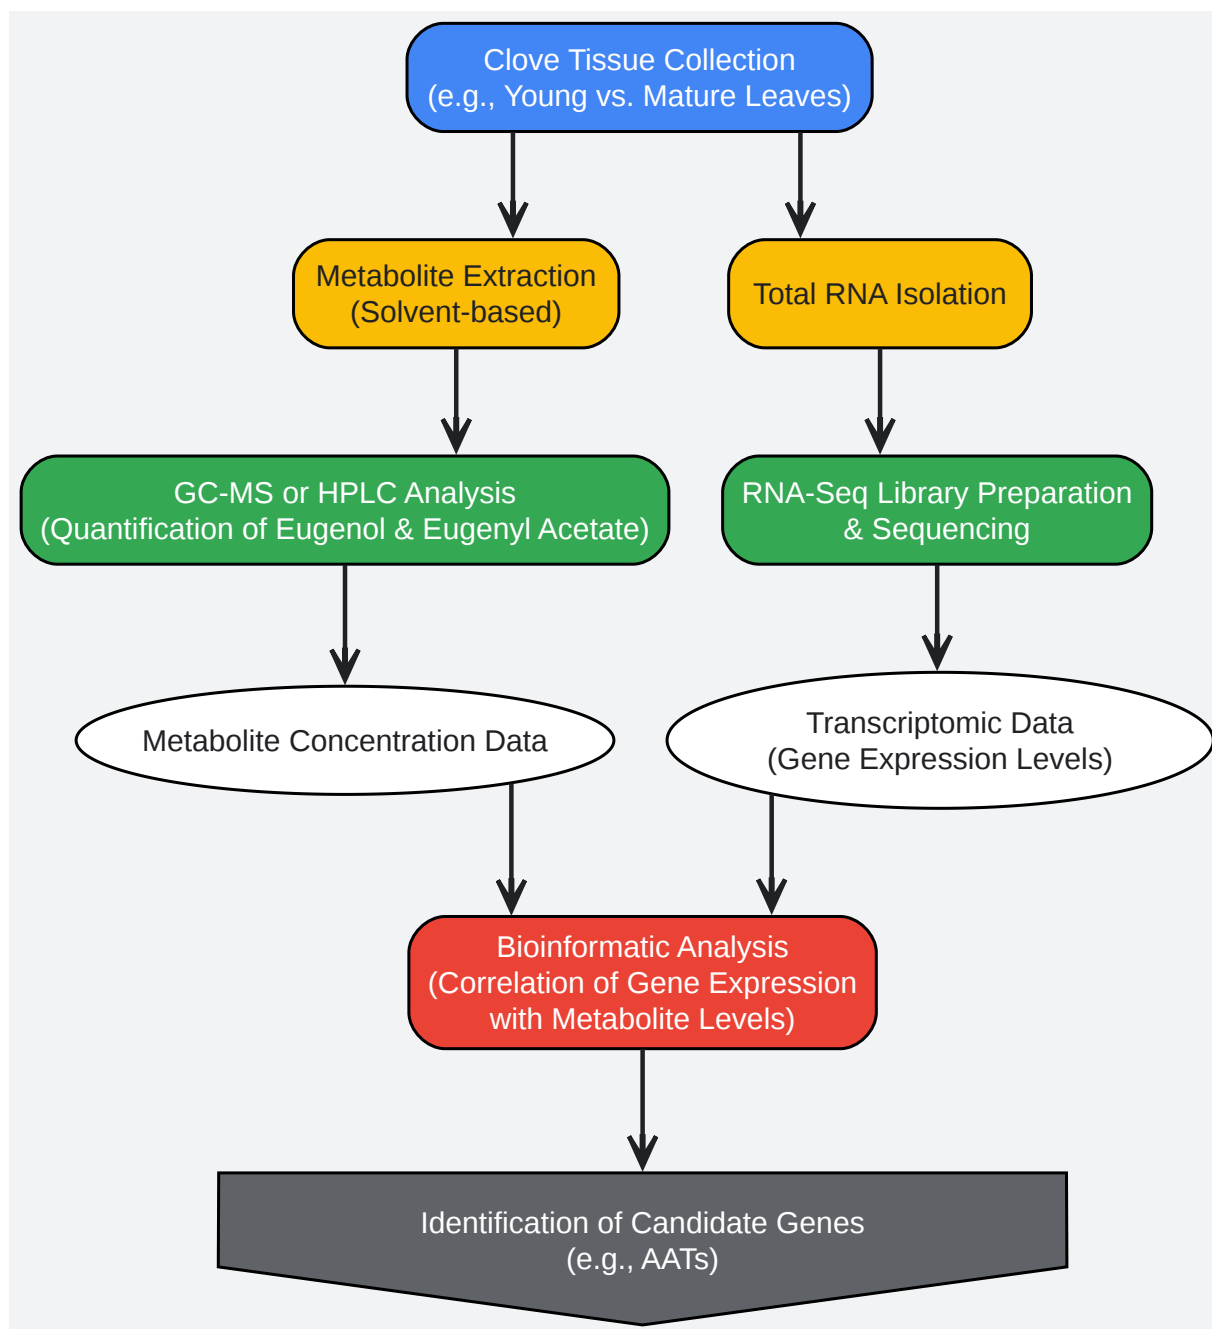 Clove Tissue Collection
(e.g., Young vs. Mature Leaves)
Metabolite Extraction
(Solvent-based)
Total RNA Isolation
GC-MS or HPLC Analysis
(Quantification of Eugenol & Eugenyl Acetate)
RNA-Seq Library Preparation
& Sequencing
Metabolite Concentration Data
Transcriptomic Data
(Gene Expression Levels)
Bioinformatic Analysis
(Correlation of Gene Expression
with Metabolite Levels)
Identification of Candidate Genes
(e.g., AATs)